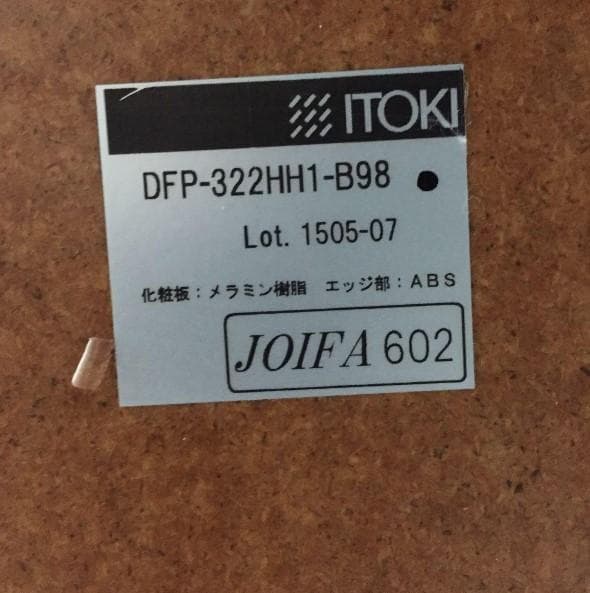 ITOKI
DFP-322HH1-B98 ●
Lot. 1505-07
化粧板：メラミン樹脂 エッジ部：ABS
JOIFA 602